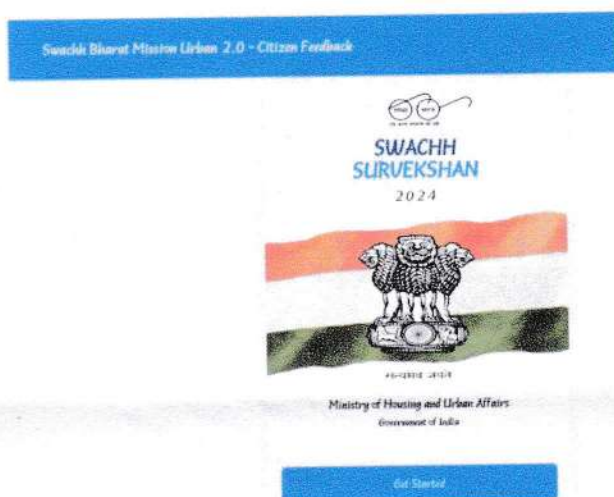 Swachh Bharat Mission Urban 2.0 - Citizen Feedback
SWACHH
SURVEKSHAN
2024
Ministry of Housing and Urban Affairs
Government of India
Get Started